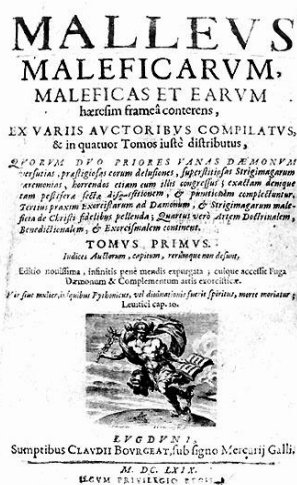 MALLEVS
MALEFICARVM,
MALEFICAS ET EARVM
hæresim frameâ conterens,
EX VARIIS AVCTORIBVS COMPILATVS,
& in quatuor Tomos iustè distributus,
QVORVM DVO PRIORES VANAS DÆMONVM
versutias, præstigiosas eorum delusiones, superstitiosas Strigimagarum
cæremonias, horrendos etiam cum illis congressus; exactam denique
tam pestiferæ sectæ disquisitionem, & punitionem complectuntur.
Tertius praxim Exorcistarum ad Dæmonum, & Strigimagarum male-
ficia de Christi fidelibus pellenda; Quartus verò Artem Doctrinalem,
Benedictionalem, & Exorcismalem continent.
TOMVS PRIMVS.
Indices Auctorum, capitum, rerumque non desunt,
Editio nouissima, infinitis penè mendis expurgata; cuique accessit Fuga
Dæmonum & Complementum artis exorcisticæ.
Vir siue mulier, in quibus Pythonicus, vel diuinationis fuerit spiritus, morte moriatur;
Leuitici cap. 10.
LVGDVNI,
Sumptibus CLAVDII BOVRGEAT, sub signo Mercurij Galli.
M. DC. LXIX.
CVM PRIVILEGIO REGIS